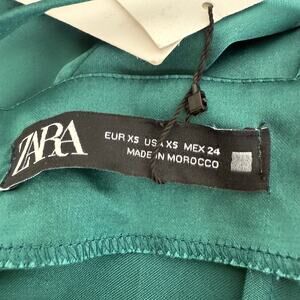 ZARA
EUR XS USA XS MEX 24
MADE IN MOROCCO